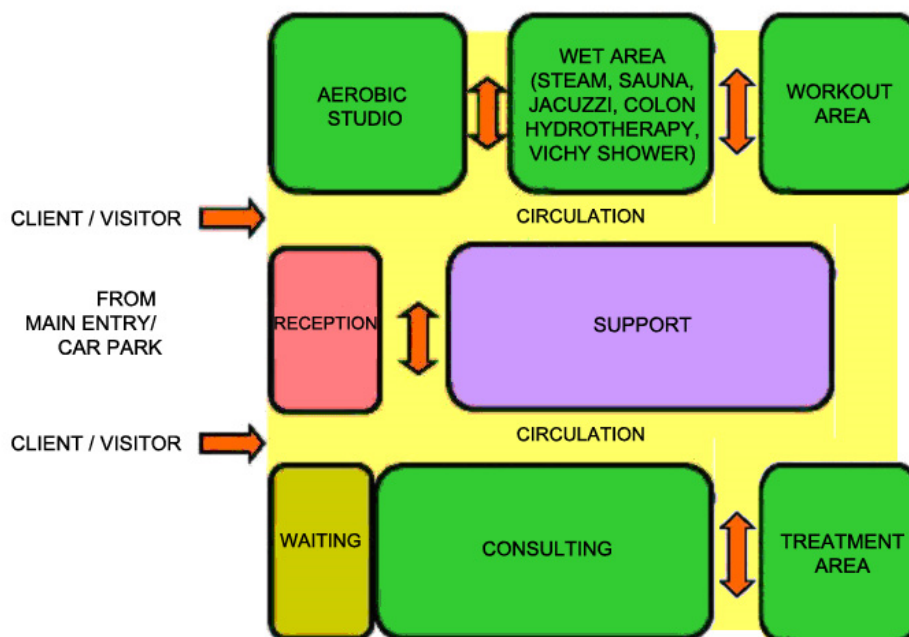 AEROBIC
STUDIO
WET AREA
(STEAM, SAUNA,
JACUZZI, COLON
HYDROTHERAPY,
VICHY SHOWER)
WORKOUT
AREA
CLIENT / VISITOR
CIRCULATION
FROM
MAIN ENTRY/
CAR PARK
RECEPTION
SUPPORT
CLIENT / VISITOR
CIRCULATION
WAITING
CONSULTING
TREATMENT
AREA